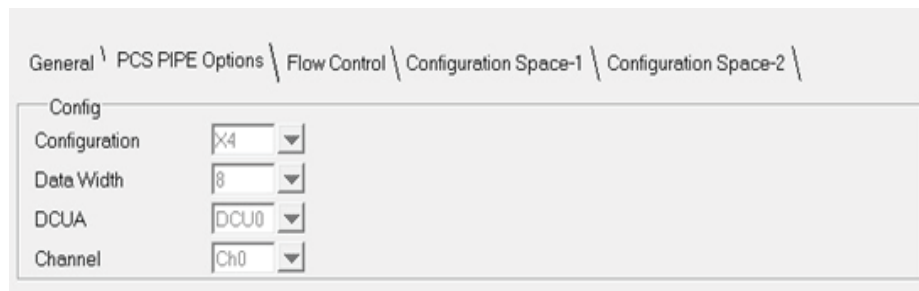 General PCS PIPE Options Flow Control Configuration Space-1 Configuration Space-2
Config
Configuration X4
Data Width 8
DCUA DCU0
Channel Ch0